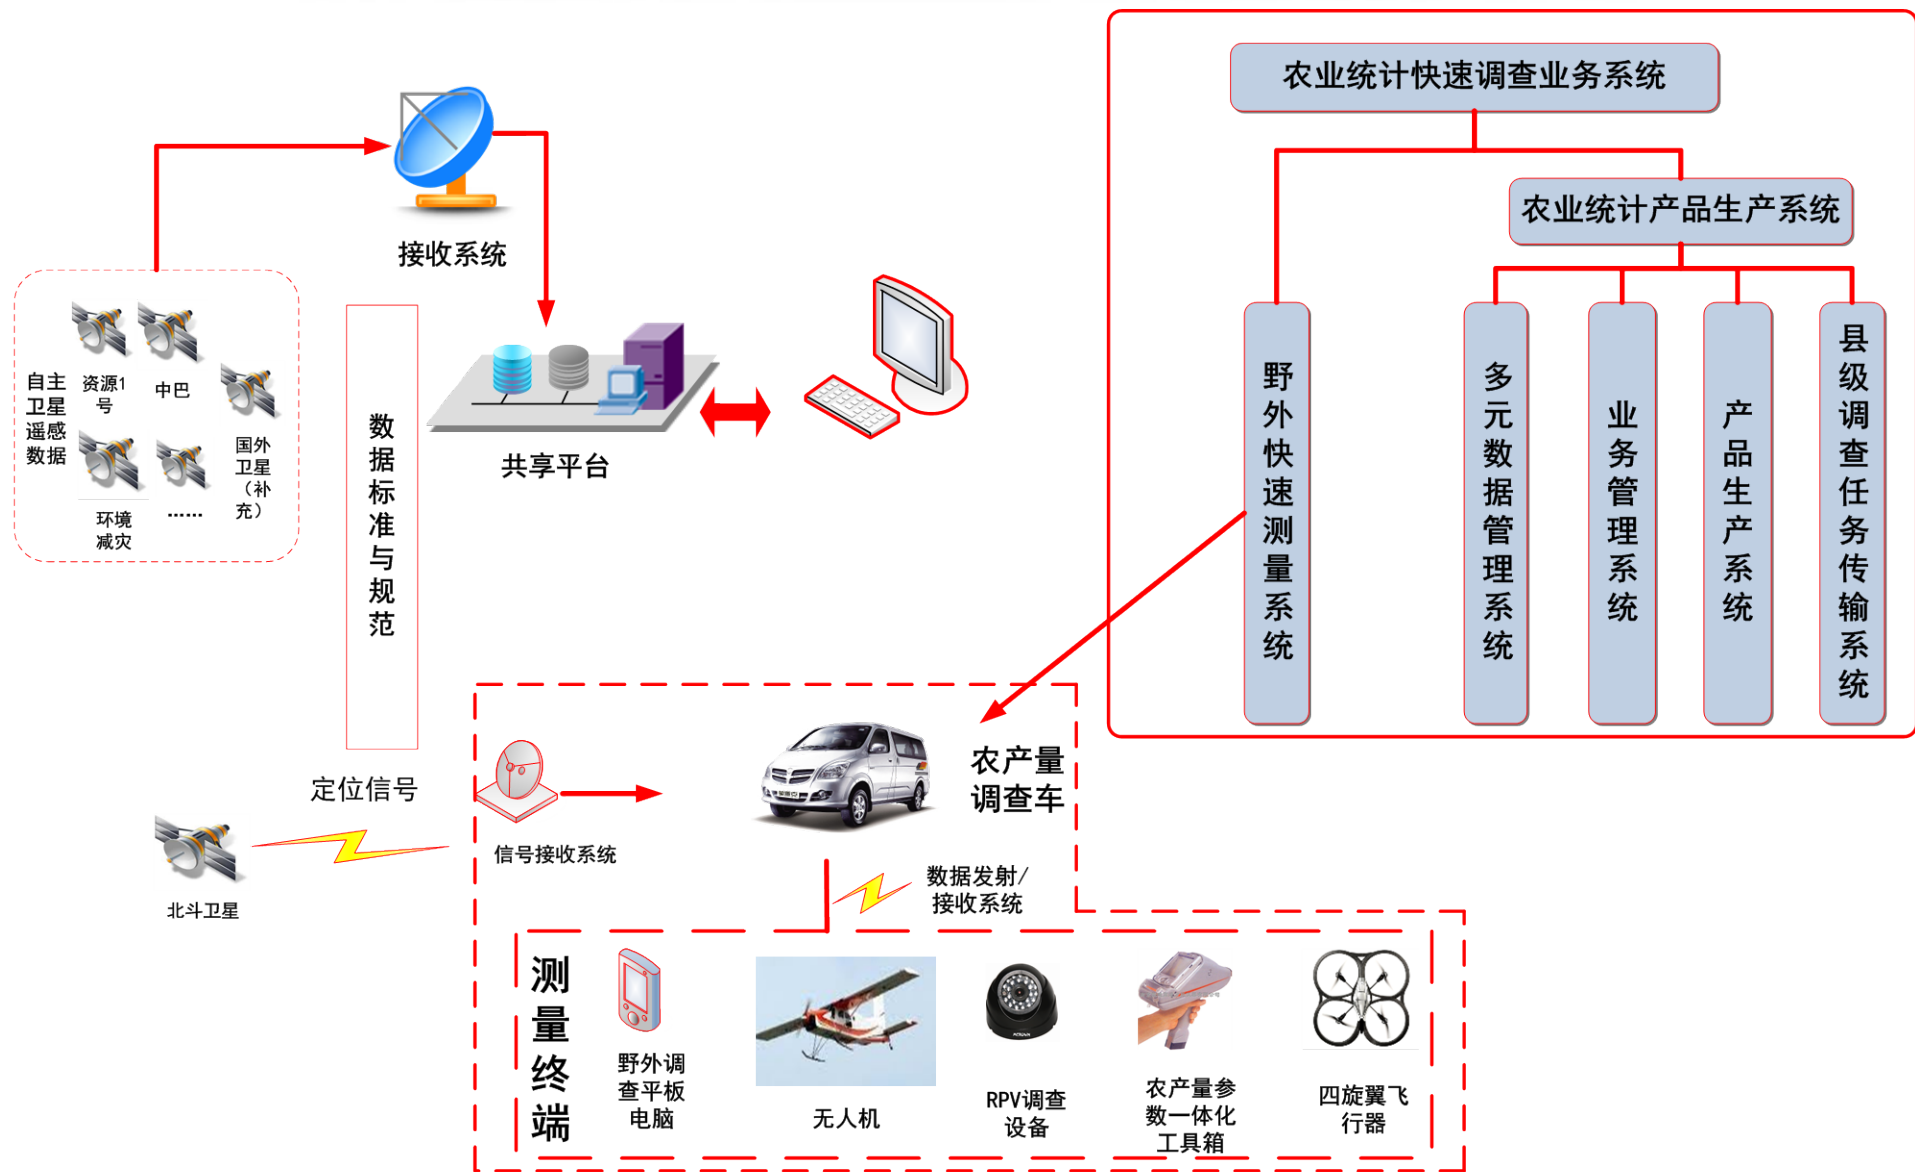 农业统计快速调查业务系统
农业统计产品生产系统
野外快速测量系统
多元数据管理系统
业务管理系统
产品生产系统
县级调查任务传输系统
接收系统
自主
卫星
遥感
数据
资源1
号
中巴
国外
卫星
（补
充）
环境
减灾
……
数据标准与规范
共享平台
定位信号
北斗卫星
信号接收系统
农产量
调查车
数据发射/
接收系统
测量终端
野外调
查平板
电脑
无人机
RPV调查
设备
农产量参
数一体化
工具箱
四旋翼飞
行器